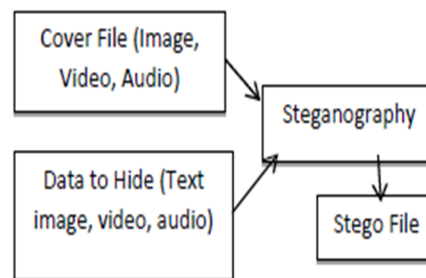 Cover File (Image,
Video, Audio)
Steganography
Data to Hide (Text
image, video, audio)
Stego File